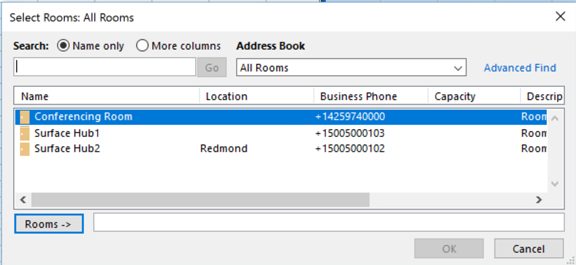 Select Rooms: All Rooms
Search: Name only More columns Address Book
Go All Rooms Advanced Find
Name Location Business Phone Capacity Descrip
Conferencing Room +14259740000 Room
Surface Hub1 +15005000103 Room
Surface Hub2 Redmond +15005000102 Room
Rooms ->
OK Cancel